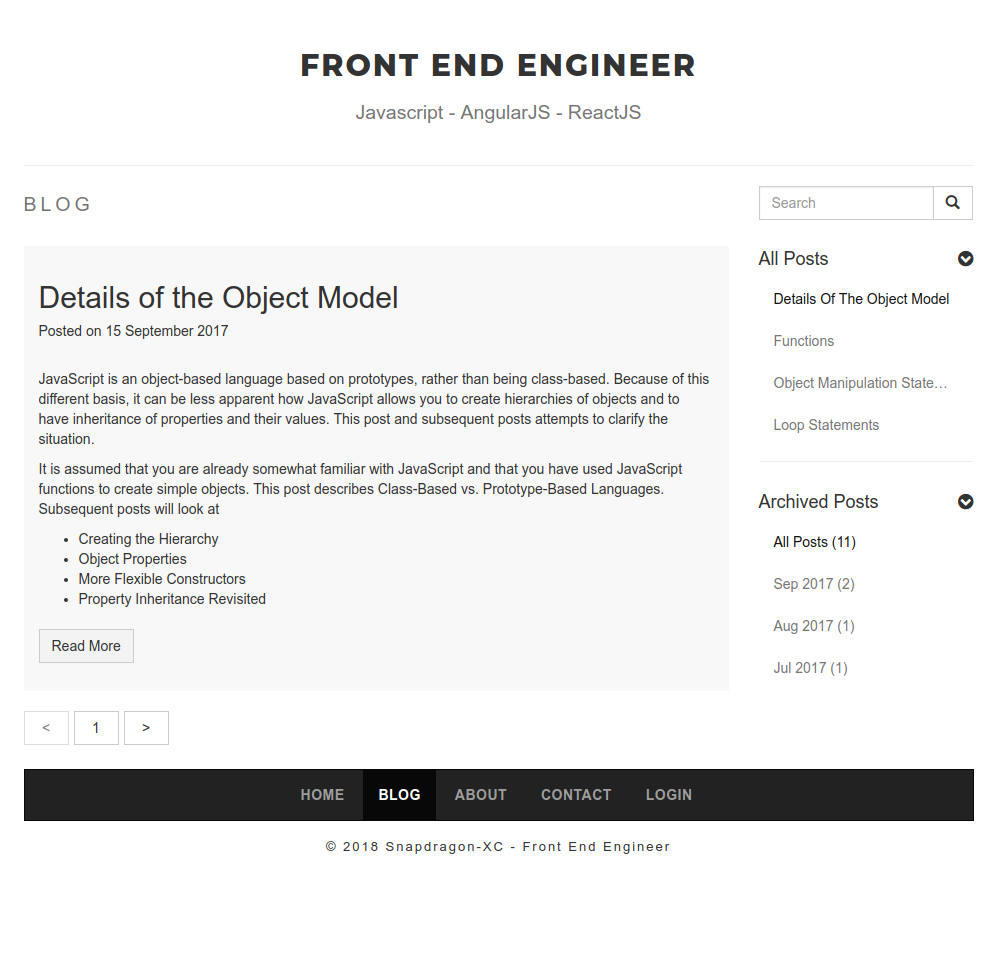 FRONT END ENGINEER
Javascript - AngularJS - ReactJS
BLOG
Details of the Object Model
Posted on 15 September 2017
JavaScript is an object-based language based on prototypes, rather than being class-based. Because of this
different basis, it can be less apparent how JavaScript allows you to create hierarchies of objects and to
have inheritance of properties and their values. This post and subsequent posts attempts to clarify the
situation.
It is assumed that you are already somewhat familiar with JavaScript and that you have used JavaScript
functions to create simple objects. This post describes Class-Based vs. Prototype-Based Languages.
Subsequent posts will look at
• Creating the Hierarchy
• Object Properties
• More Flexible Constructors
• Property Inheritance Revisited
Read More
< 1 >
Search
All Posts
Details Of The Object Model
Functions
Object Manipulation State…
Loop Statements
Archived Posts
All Posts (11)
Sep 2017 (2)
Aug 2017 (1)
Jul 2017 (1)
HOME BLOG ABOUT CONTACT LOGIN
© 2018 Snapdragon-XC - Front End Engineer